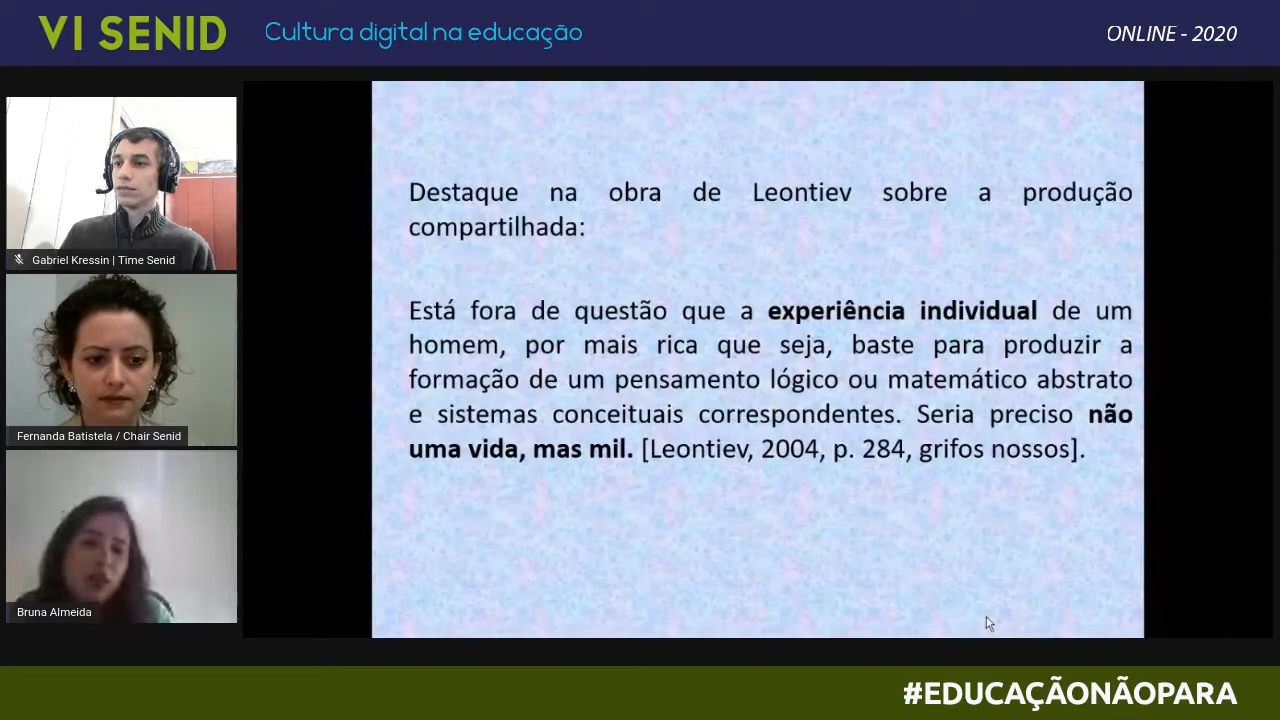 VI SENID
Cultura digital na educação
ONLINE - 2020
Gabriel Kressin | Time Senid
Fernanda Batistela / Chair Senid
Bruna Almeida
Destaque na obra de Leontiev sobre a produção
compartilhada:
Está fora de questão que a experiência individual de um
homem, por mais rica que seja, baste para produzir a
formação de um pensamento lógico ou matemático abstrato
e sistemas conceituais correspondentes. Seria preciso não
uma vida, mas mil. [Leontiev, 2004, p. 284, grifos nossos].
#EDUCAÇÃONÃOPARA